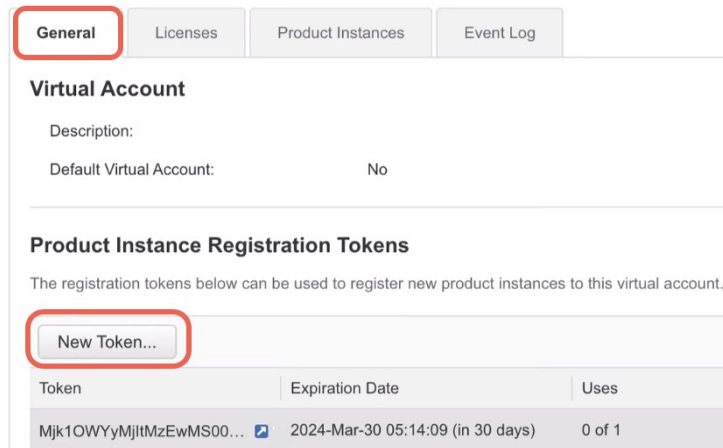 General Licenses Product Instances Event Log
Virtual Account
Description:
Default Virtual Account: No
Product Instance Registration Tokens
The registration tokens below can be used to register new product instances to this virtual account.
New Token...
Token Expiration Date Uses
Mjk1OWYyMjltMzEwMS00... 2024-Mar-30 05:14:09 (in 30 days) 0 of 1